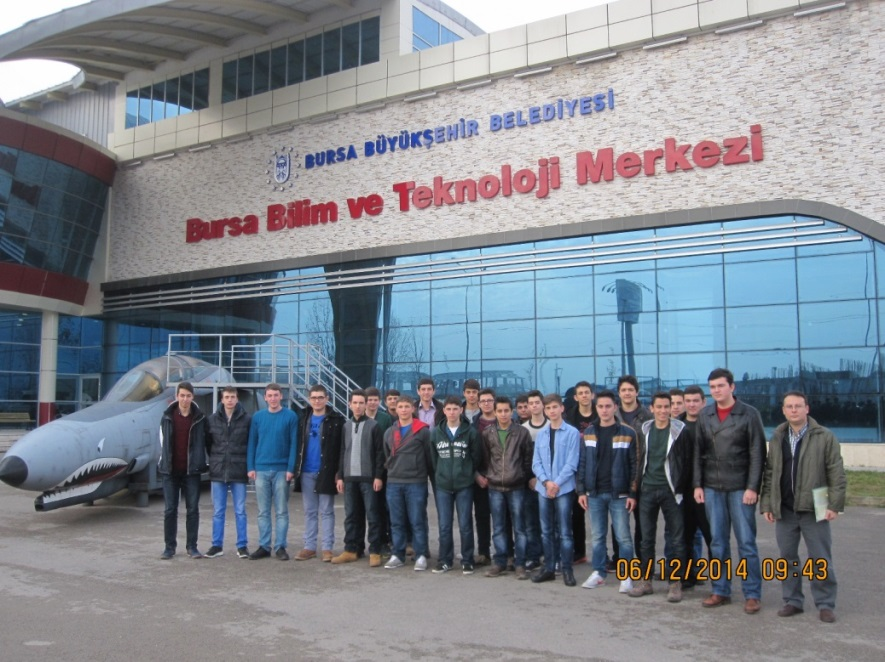 BURSA BÜYÜKŞEHİR BELEDİYESİ
Bursa Bilim ve Teknoloji Merkezi
06/12/2014 09:43